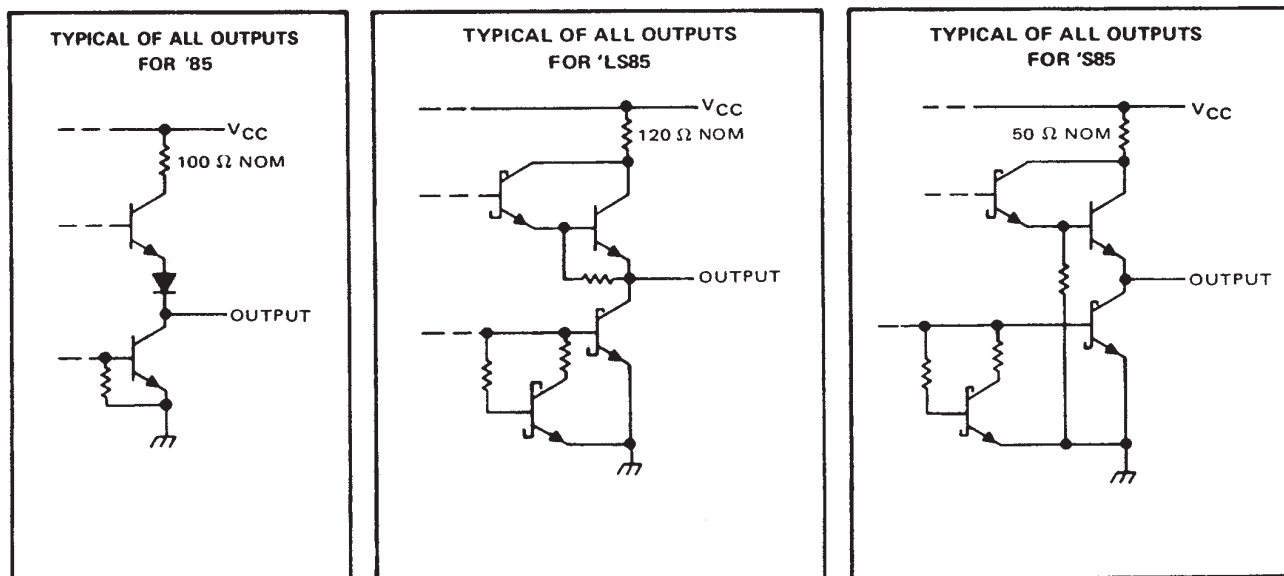 TYPICAL OF ALL OUTPUTS
FOR '85
VCC
100 Ω NOM
OUTPUT
TYPICAL OF ALL OUTPUTS
FOR 'LS85
VCC
120 Ω NOM
OUTPUT
TYPICAL OF ALL OUTPUTS
FOR 'S85
VCC
50 Ω NOM
OUTPUT